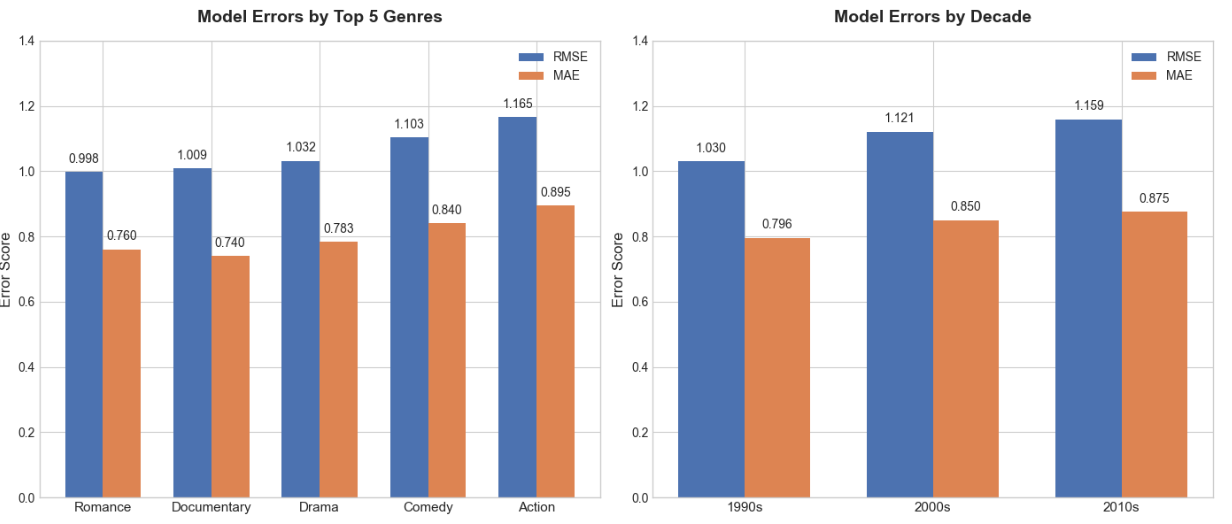 Model Errors by Top 5 Genres
Error Score
1.4
1.2
1.0
0.8
0.6
0.4
0.2
0.0
RMSE
MAE
0.998
0.760
1.009
0.740
1.032
0.783
1.103
0.840
1.165
0.895
Romance
Documentary
Drama
Comedy
Action
Model Errors by Decade
Error Score
1.4
1.2
1.0
0.8
0.6
0.4
0.2
0.0
RMSE
MAE
1.030
0.796
1.121
0.850
1.159
0.875
1990s
2000s
2010s